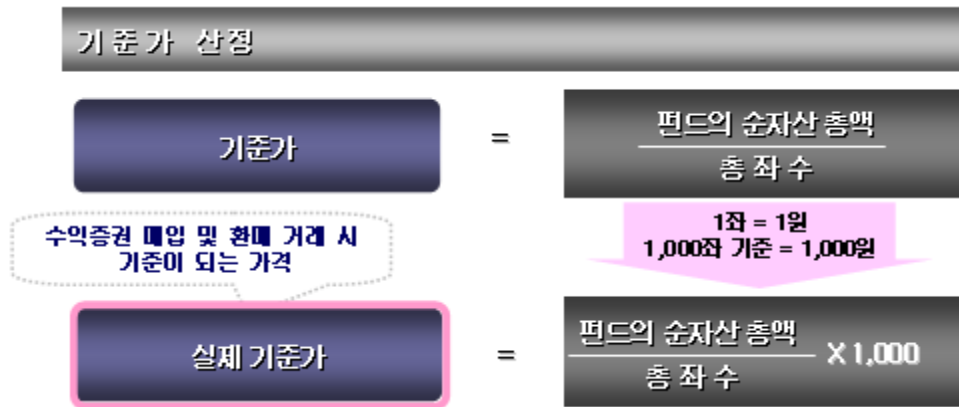 기준가 산정
기준가
=
펀드의 순자산 총액
총 좌 수
수익증권 매입 및 환매 거래 시
기준이 되는 가격
1좌 = 1원
1,000좌 기준 = 1,000원
실제 기준가
=
펀드의 순자산 총액
총 좌 수
X 1,000